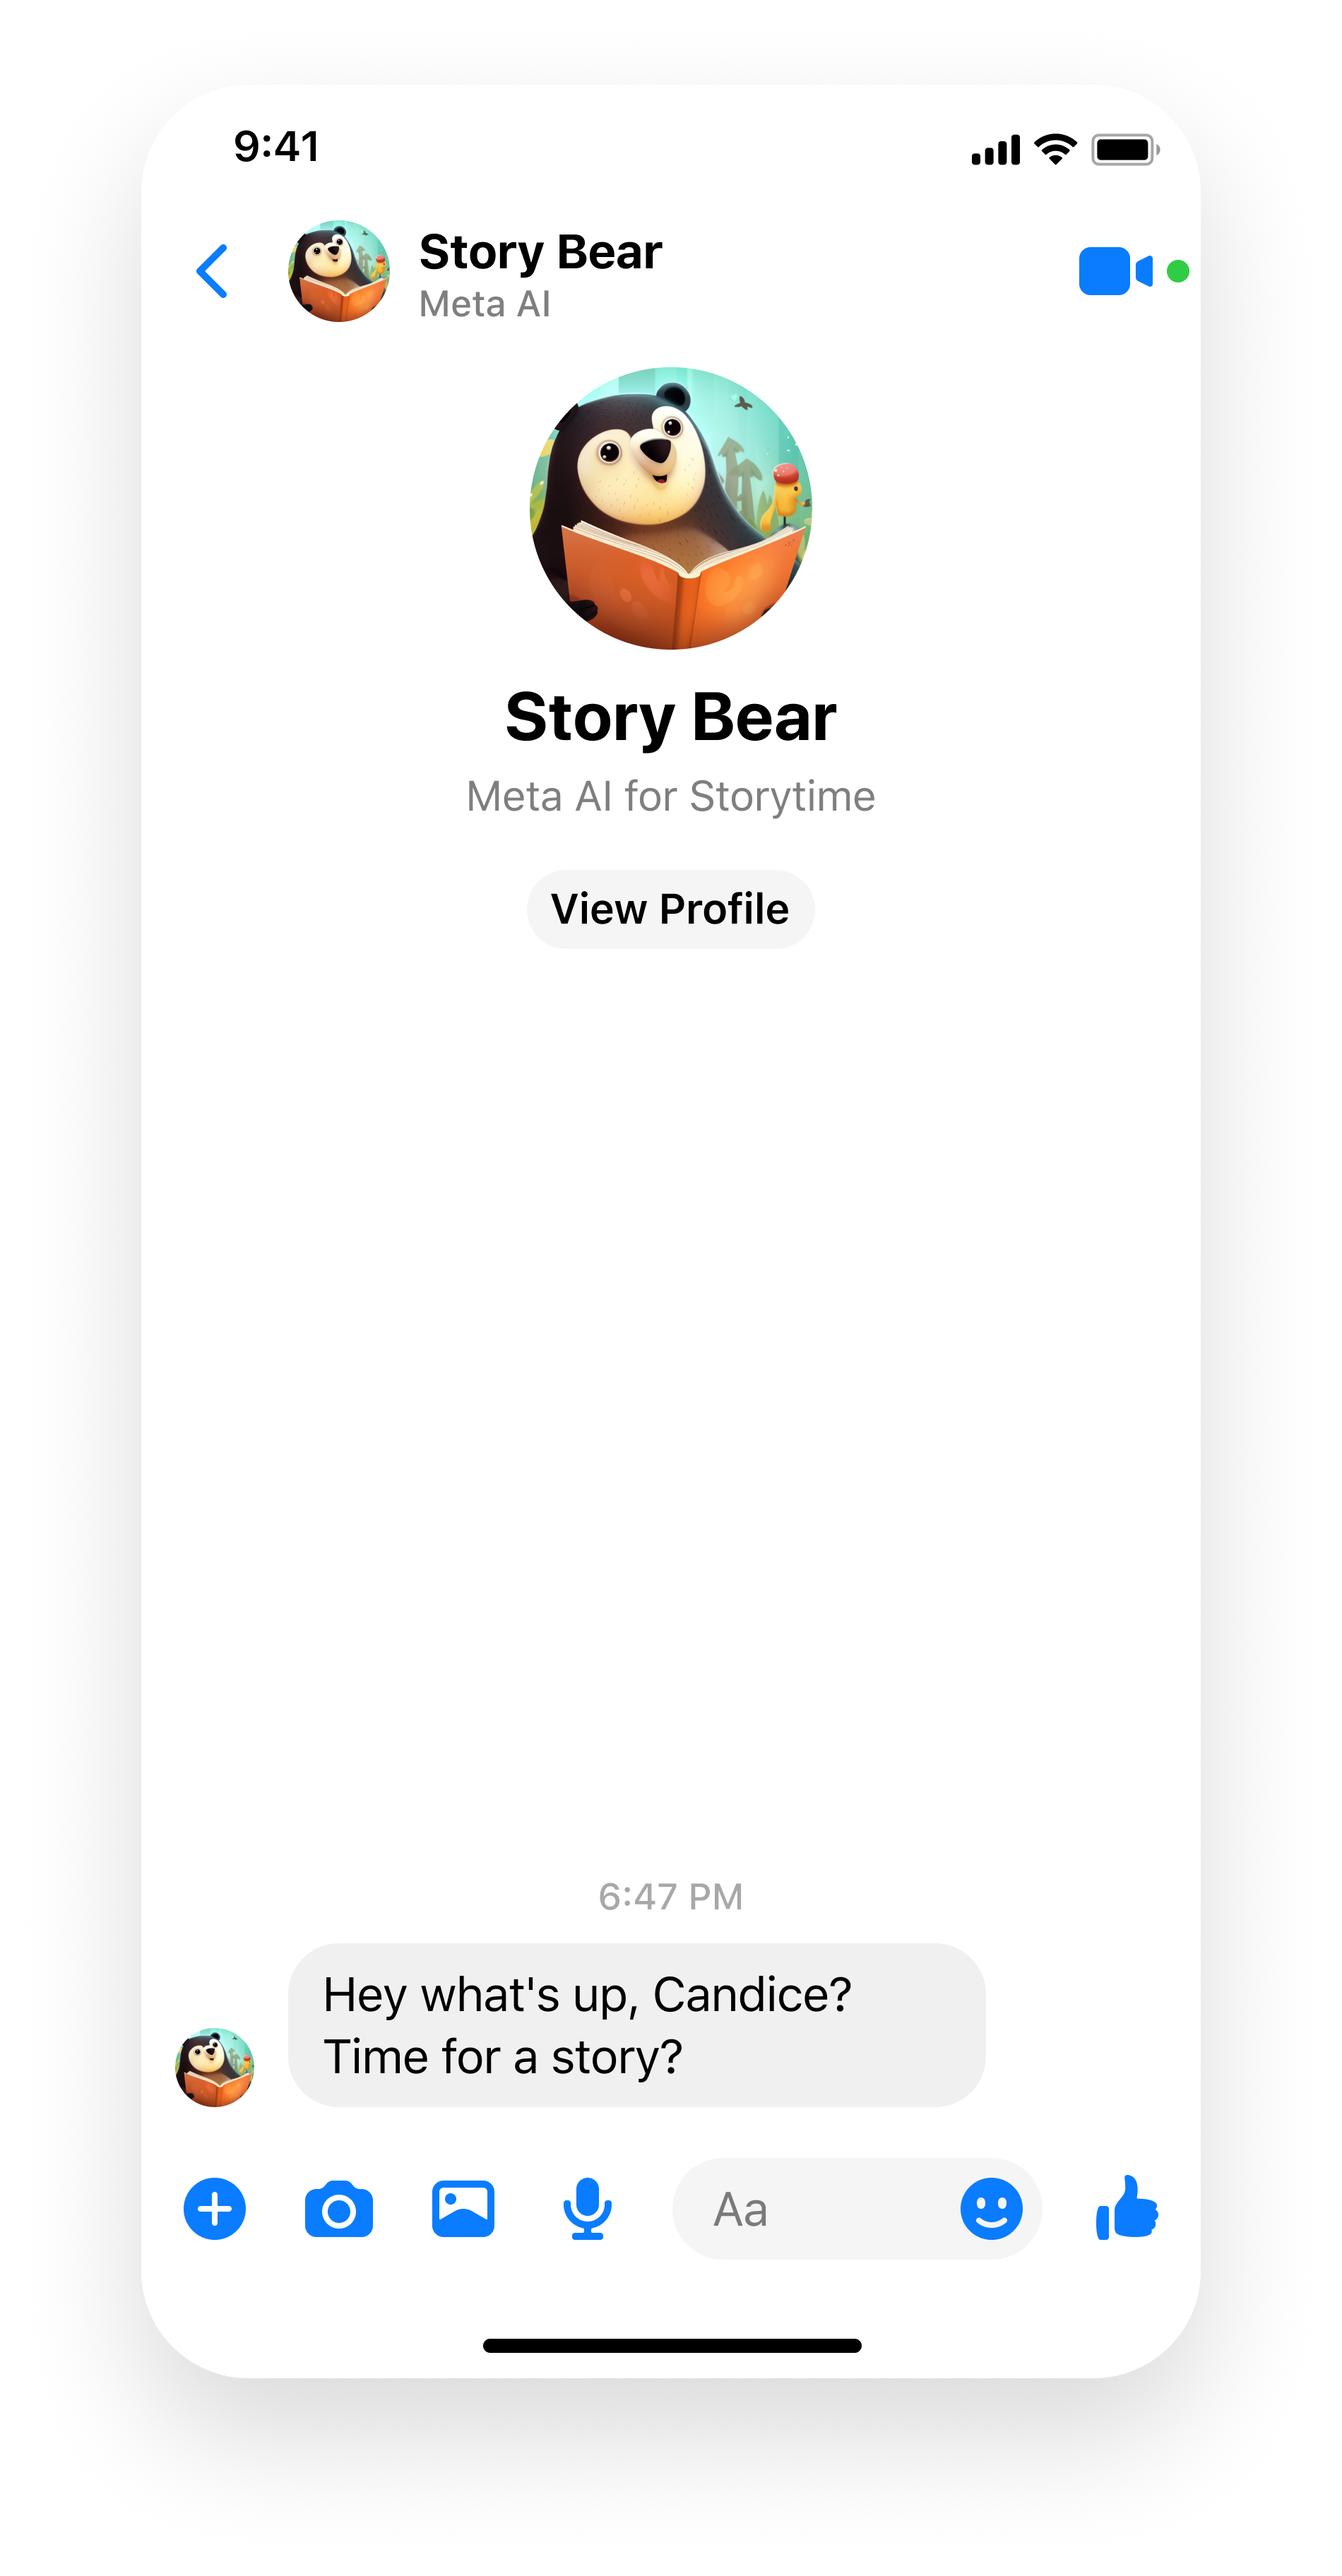 9:41
Story Bear
Meta AI
Story Bear
Meta AI for Storytime
View Profile
6:47 PM
Hey what's up, Candice?
Time for a story?
Aa